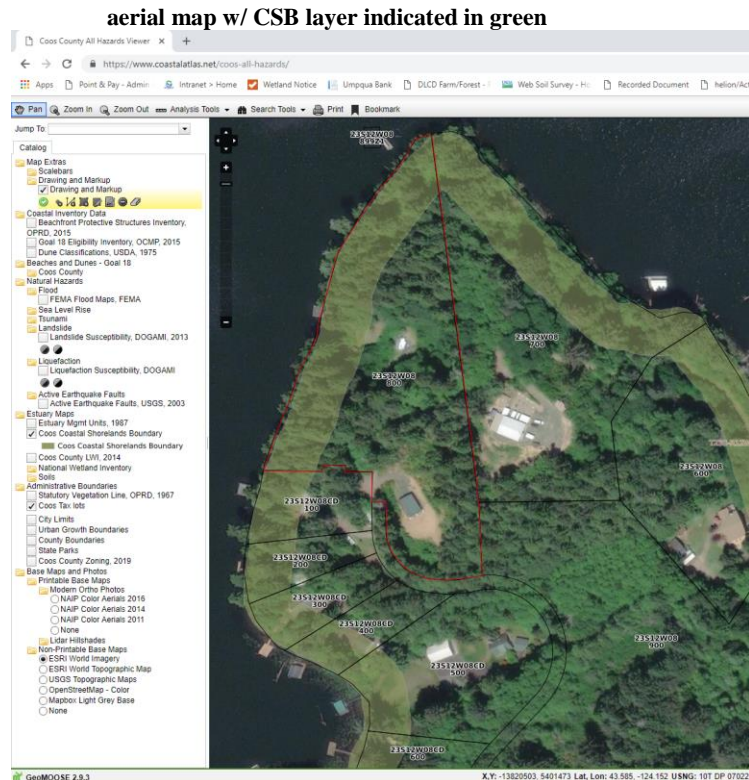 aerial map w/ CSB layer indicated in green
Coos County All Hazards Viewer
https://www.coastalatlas.net/coos-all-hazards/
Apps Point & Pay - Admin Intranet > Home Wetland Notice Umpqua Bank DLCD Farm/Forest - Web Soil Survey - Ho Recorded Document helion/Act
Pan Zoom In Zoom Out Analysis Tools Search Tools Print Bookmark
Jump To:
Catalog
Map Extras
Scalebars
Drawing and Markup
Drawing and Markup
Coastal Inventory Data
Beachfront Protective Structures Inventory,
OPRD, 2015
Goal 18 Eligibility Inventory, OCMP, 2015
Dune Classifications, USDA, 1975
Beaches and Dunes - Goal 18
Coos County
Natural Hazards
Flood
FEMA Flood Maps, FEMA
Sea Level Rise
Tsunami
Landslide
Landslide Susceptibility, DOGAMI, 2013
Liquefaction
Liquefaction Susceptibility, DOGAMI
Active Earthquake Faults
Active Earthquake Faults, USGS, 2003
Estuary Maps
Estuary Mgmt Units, 1987
Coos Coastal Shorelands Boundary
Coos Coastal Shorelands Boundary
Coos County LWI, 2014
National Wetland Inventory
Soils
Administrative Boundaries
Statutory Vegetation Line, OPRD, 1967
Coos Tax lots
City Limits
Urban Growth Boundaries
County Boundaries
State Parks
Coos County Zoning, 2019
Base Maps and Photos
Printable Base Maps
Modern Ortho Photos
NAIP Color Aerials 2016
NAIP Color Aerials 2014
NAIP Color Aerials 2011
None
Lidar Hillshades
Non-Printable Base Maps
ESRI World Imagery
ESRI World Topographic Map
USGS Topographic Maps
OpenStreetMap - Color
Mapbox Light Grey Base
None
23S12W08
899Z1
23S12W08
700
23S12W08
800
23S12W08
600
23S12W08CD
100
23S12W08CD
200
23S12W08CD
300
23S12W08CD
400
23S12W08CD
500
23S12W08
900
23S12W08CD
600
GeoMOOSE 2.9.3
X,Y: -13820503, 5401473 Lat, Lon: 43.585, -124.152 USNG: 10T DP 07022